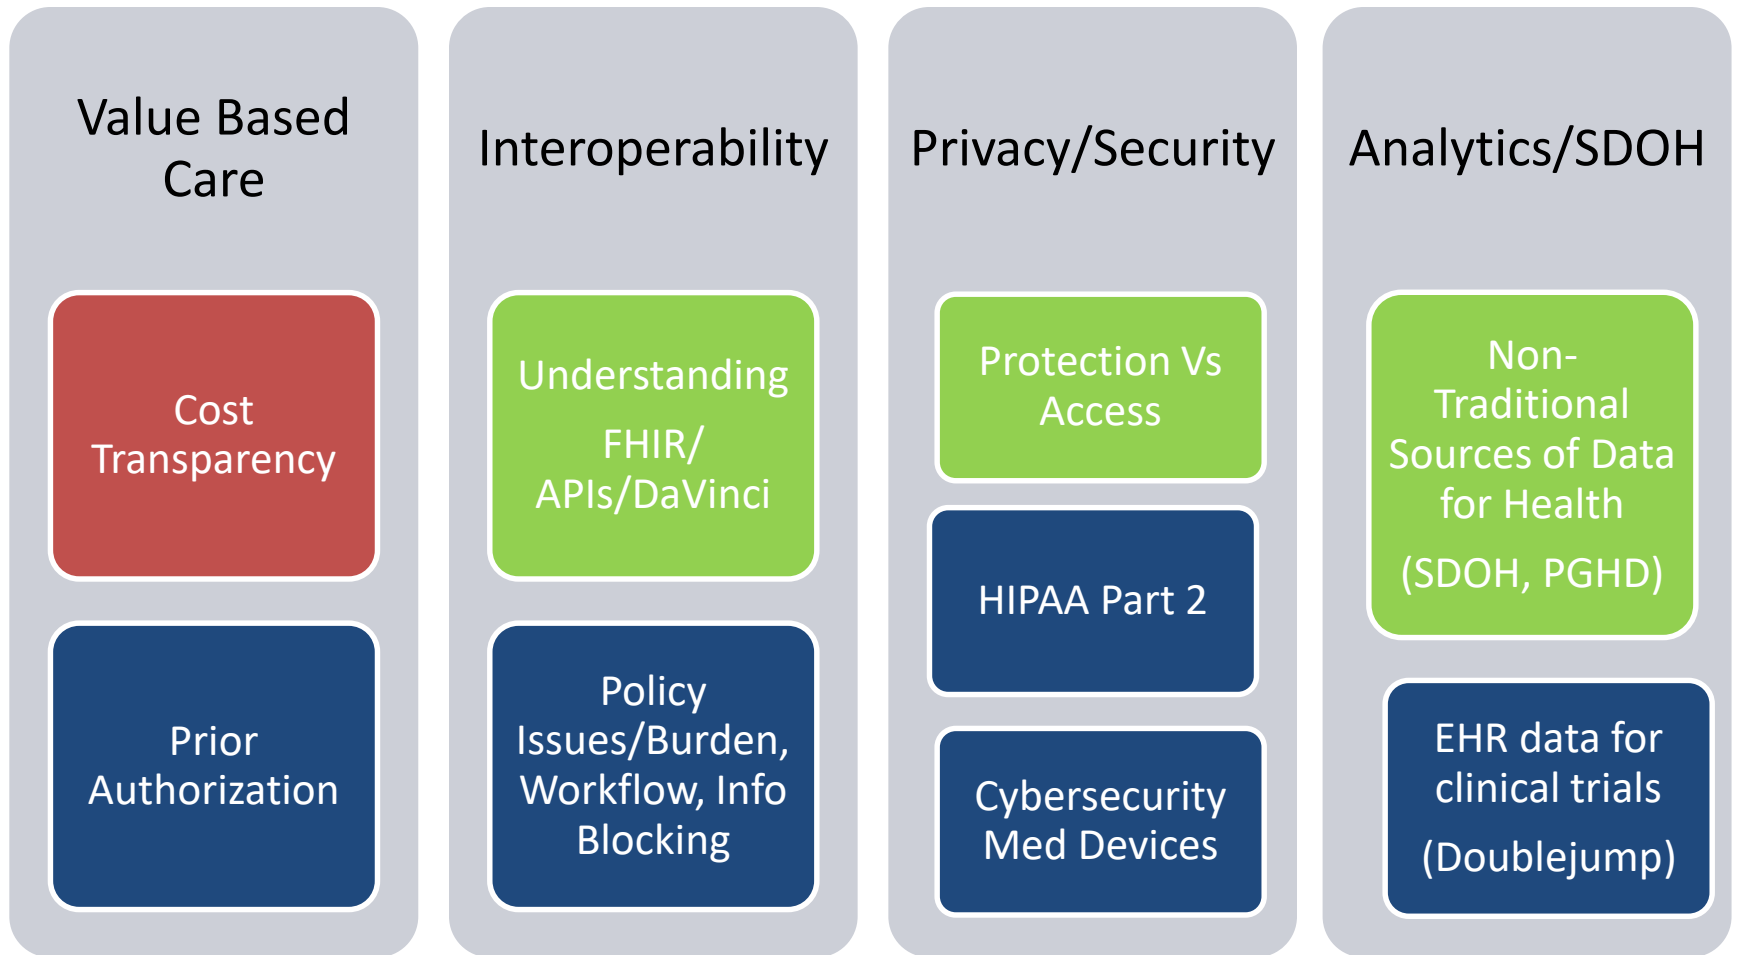 Value Based
Care
Cost
Transparency
Prior
Authorization
Interoperability
Understanding
FHIR/
APIs/DaVinci
Policy
Issues/Burden,
Workflow, Info
Blocking
Privacy/Security
Protection Vs
Access
HIPAA Part 2
Cybersecurity
Med Devices
Analytics/SDOH
Non-
Traditional
Sources of Data
for Health
(SDOH, PGHD)
EHR data for
clinical trials
(Doublejump)